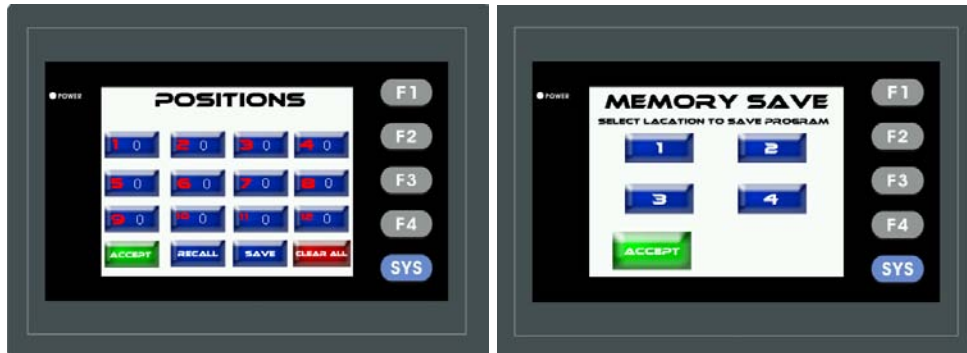 POWER
POSITIONS
F1
1 0 2 0 3 0 4 0
F2
5 0 6 0 7 0 8 0
F3
9 0 10 0 11 0 12 0
F4
ACCEPT RECALL SAVE CLEAR ALL
SYS
POWER
MEMORY SAVE
F1
SELECT LACATION TO SAVE PROGRAM
1 2
F2
3 4
F3
F4
ACCEPT
SYS